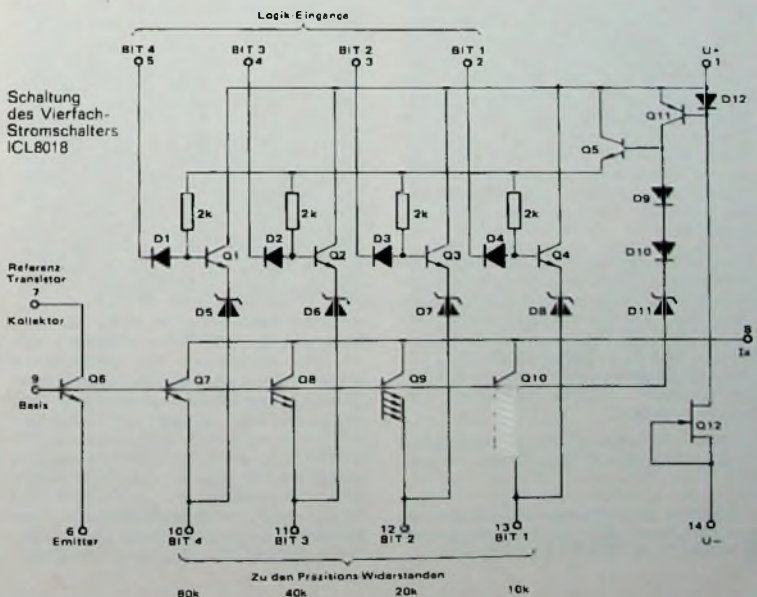 Logik-Eingänge
BIT 4 BIT 3 BIT 2 BIT 1 U+
5 4 3 2 1
Schaltung
des Vierfach-
Stromschalters
ICL8018
D12
Q11
Q5
2k 2k 2k 2k
D9
D1 D2 D3 D4
Q1 Q2 Q3 Q4
D10
Referenz-
Transistor
7
Kollektor
D5 D6 D7 D8 D11
8
9
Basis
Q6 Q7 Q8 Q9 Q10
Q12
6 10 11 12 13 14
Emitter BIT 4 BIT 3 BIT 2 BIT 1 U–
Zu den Präzisions-Widerständen
80k 40k 20k 10k